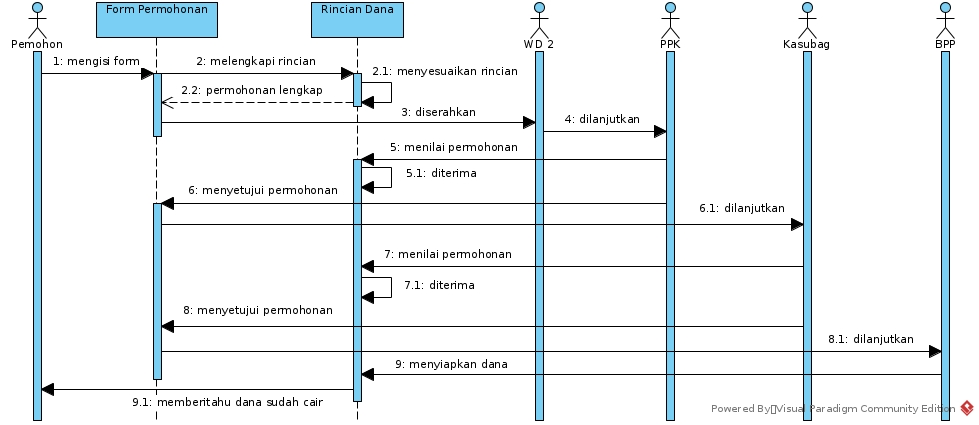 Form Permohonan
Rincian Dana
Pemohon
WD 2
PPK
Kasubag
BPP
1: mengisi form
2: melengkapi rincian
2.1: menyesuaikan rincian
2.2: permohonan lengkap
3: diserahkan
4: dilanjutkan
5: menilai permohonan
5.1: diterima
6: menyetujui permohonan
6.1: dilanjutkan
7: menilai permohonan
7.1: diterima
8: menyetujui permohonan
8.1: dilanjutkan
9: menyiapkan dana
9.1: memberitahu dana sudah cair
Powered By Visual Paradigm Community Edition